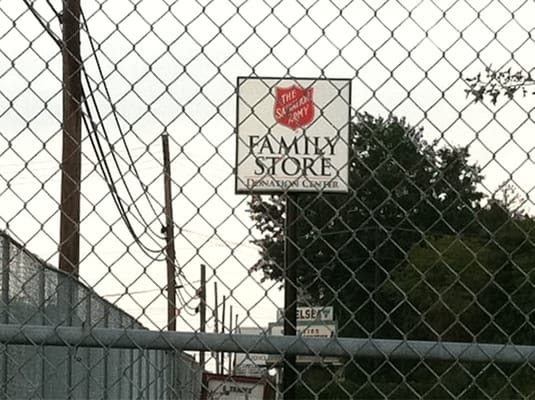 THE
SALVATION
ARMY
FAMILY
STORE
DONATION CENTER